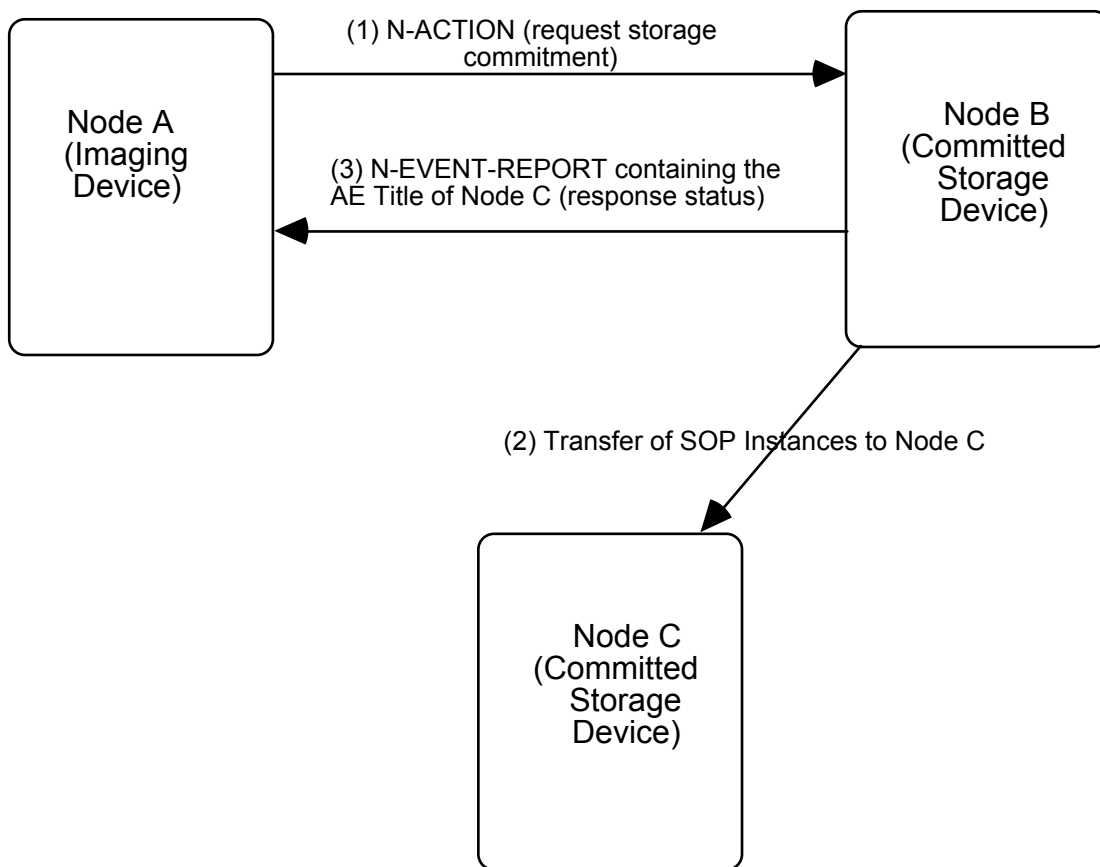 (1) N-ACTION (request storage
commitment)
Node A
(Imaging
Device)
Node B
(Committed
Storage
Device)
(3) N-EVENT-REPORT containing the
AE Title of Node C (response status)
(2) Transfer of SOP Instances to Node C
Node C
(Committed
Storage
Device)